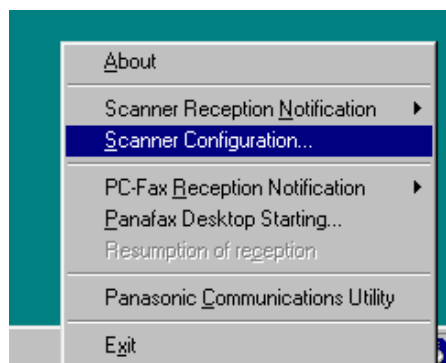 About
Scanner Reception Notification
Scanner Configuration...
PC-Fax Reception Notification
Panafax Desktop Starting...
Resumption of reception
Panasonic Communications Utility
Exit